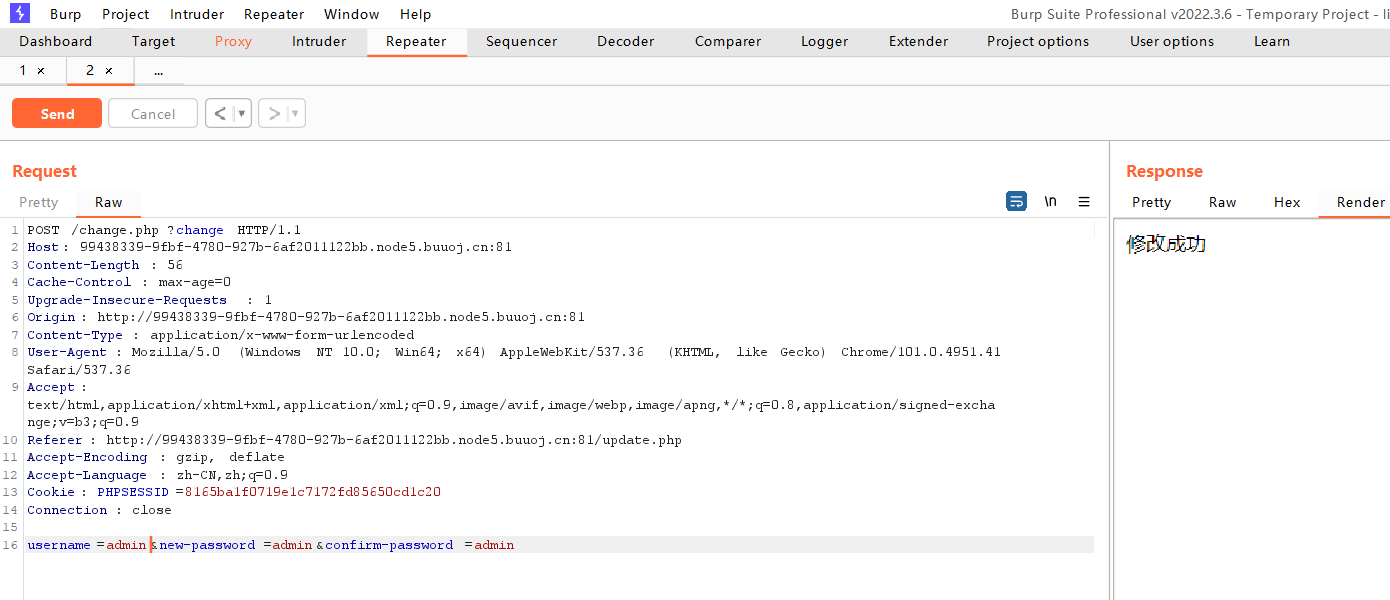 Burp Project Intruder Repeater Window Help Burp Suite Professional v2022.3.6 - Temporary Project - li
Dashboard Target Proxy Intruder Repeater Sequencer Decoder Comparer Logger Extender Project options User options Learn
1 × 2 × ...
Send Cancel < >
Request
Pretty Raw \n
1 POST /change.php ?change HTTP/1.1
2 Host : 99438339-9fbf-4780-927b-6af2011122bb.node5.buuoj.cn:81
3 Content-Length : 56
4 Cache-Control : max-age=0
5 Upgrade-Insecure-Requests : 1
6 Origin : http://99438339-9fbf-4780-927b-6af2011122bb.node5.buuoj.cn:81
7 Content-Type : application/x-www-form-urlencoded
8 User-Agent : Mozilla/5.0 (Windows NT 10.0; Win64; x64) AppleWebKit/537.36 (KHTML, like Gecko) Chrome/101.0.4951.41
Safari/537.36
9 Accept :
text/html,application/xhtml+xml,application/xml;q=0.9,image/avif,image/webp,image/apng,*/*;q=0.8,application/signed-excha
nge;v=b3;q=0.9
10 Referer : http://99438339-9fbf-4780-927b-6af2011122bb.node5.buuoj.cn:81/update.php
11 Accept-Encoding : gzip, deflate
12 Accept-Language : zh-CN,zh;q=0.9
13 Cookie : PHPSESSID =8165ba1f0719e1c7172fd85650cd1c20
14 Connection : close
15
16 username =admin &new-password =admin &confirm-password =admin
Response
Pretty Raw Hex Render
修改成功